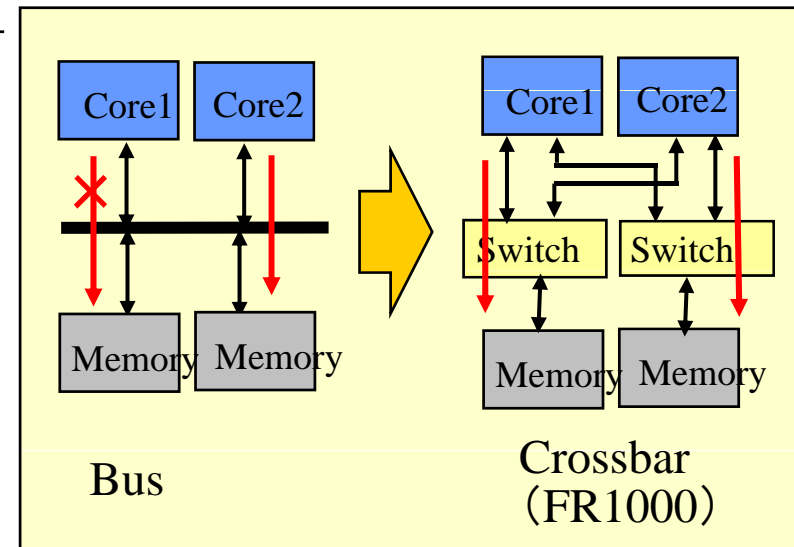 Core1
Core2
Memory
Memory
Bus
Core1
Core2
Switch
Switch
Memory
Memory
Crossbar
（FR1000）